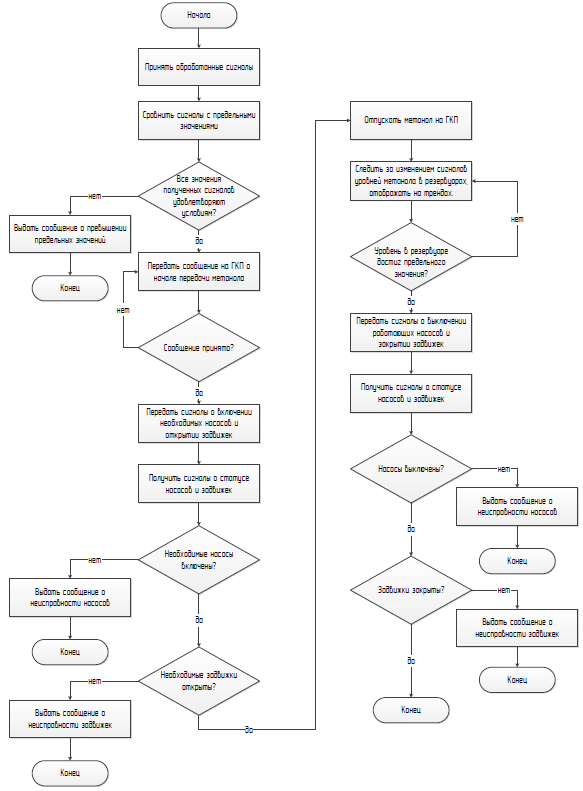 Начало
Принять обработанные сигналы
Сравнить сигналы с предельными
значениями
Все значения
полученных сигналов
удовлетворяют
условиям?
нет
да
Выдать сообщение о превышении
предельных значений
Конец
Передать сообщение на ГКП о
начале передачи метанола
нет
Сообщение принято?
да
Передать сигналы о включении
необходимых насосов и
открытии задвижек
Получить сигналы о статусе
насосов и задвижек
Необходимые насосы
включены?
нет
да
Выдать сообщение о
неисправности насосов
Конец
Необходимые задвижки
открыты?
нет
да
Выдать сообщение о
неисправности задвижек
Конец
Отпускать метанол на ГКП
Следить за изменением сигналов
уровней метанола в резервуарах,
отображать на трендах.
нет
Уровень в резервуаре
достиг предельного
значения?
да
Передать сигналы о выключении
работающих насосов и
закрытии задвижек
Получить сигналы о статусе
насосов и задвижек
Насосы выключены?
нет
да
Выдать сообщение о
неисправности насосов
Конец
Задвижки закрыты?
нет
да
Выдать сообщение о
неисправности задвижек
Конец
Конец